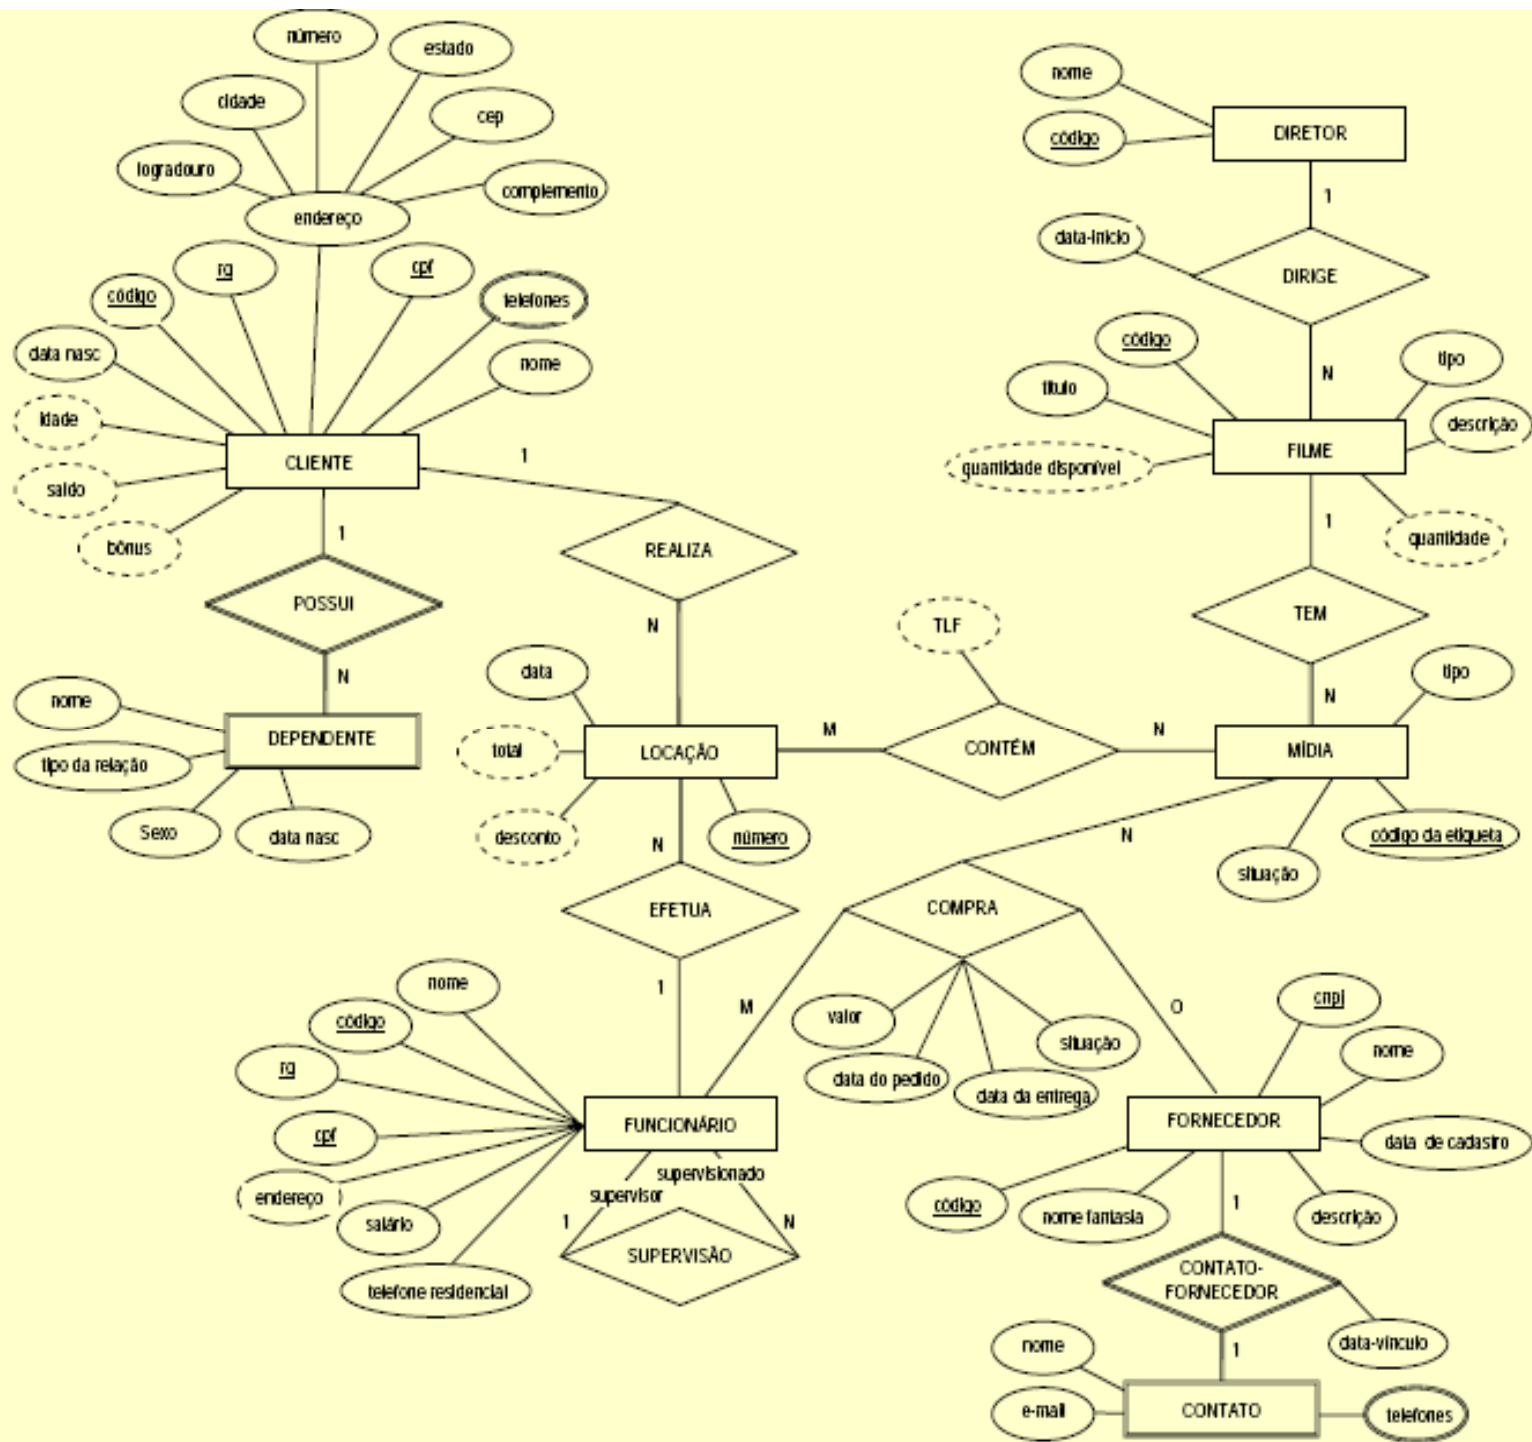 número
estado
cidade
cep
logradouro
complemento
endereço
rg
cpf
código
telefones
data nasc
nome
idade
CLIENTE
1
saldo
bônus
1
POSSUI
N
nome
DEPENDENTE
tipo da relação
Sexo
data nasc
REALIZA
N
data
total
LOCAÇÃO
desconto
número
N
EFETUA
1
M
TLF
CONTÉM
N
nome
código
DIRETOR
1
data-início
DIRIGE
código
N
tipo
título
descrição
quantidade disponível
FILME
1
quantidade
TEM
N
tipo
MÍDIA
código da etiqueta
situação
N
COMPRA
M
O
valor
situação
data do pedido
data da entrega
nome
código
rg
cpf
endereço
salário
telefone residencial
FUNCIONÁRIO
supervisionado
supervisor
1
N
SUPERVISÃO
cnpj
nome
FORNECEDOR
data de cadastro
código
nome fantasia
descrição
1
CONTATO-
FORNECEDOR
data-vínculo
1
nome
e-mail
CONTATO
telefones